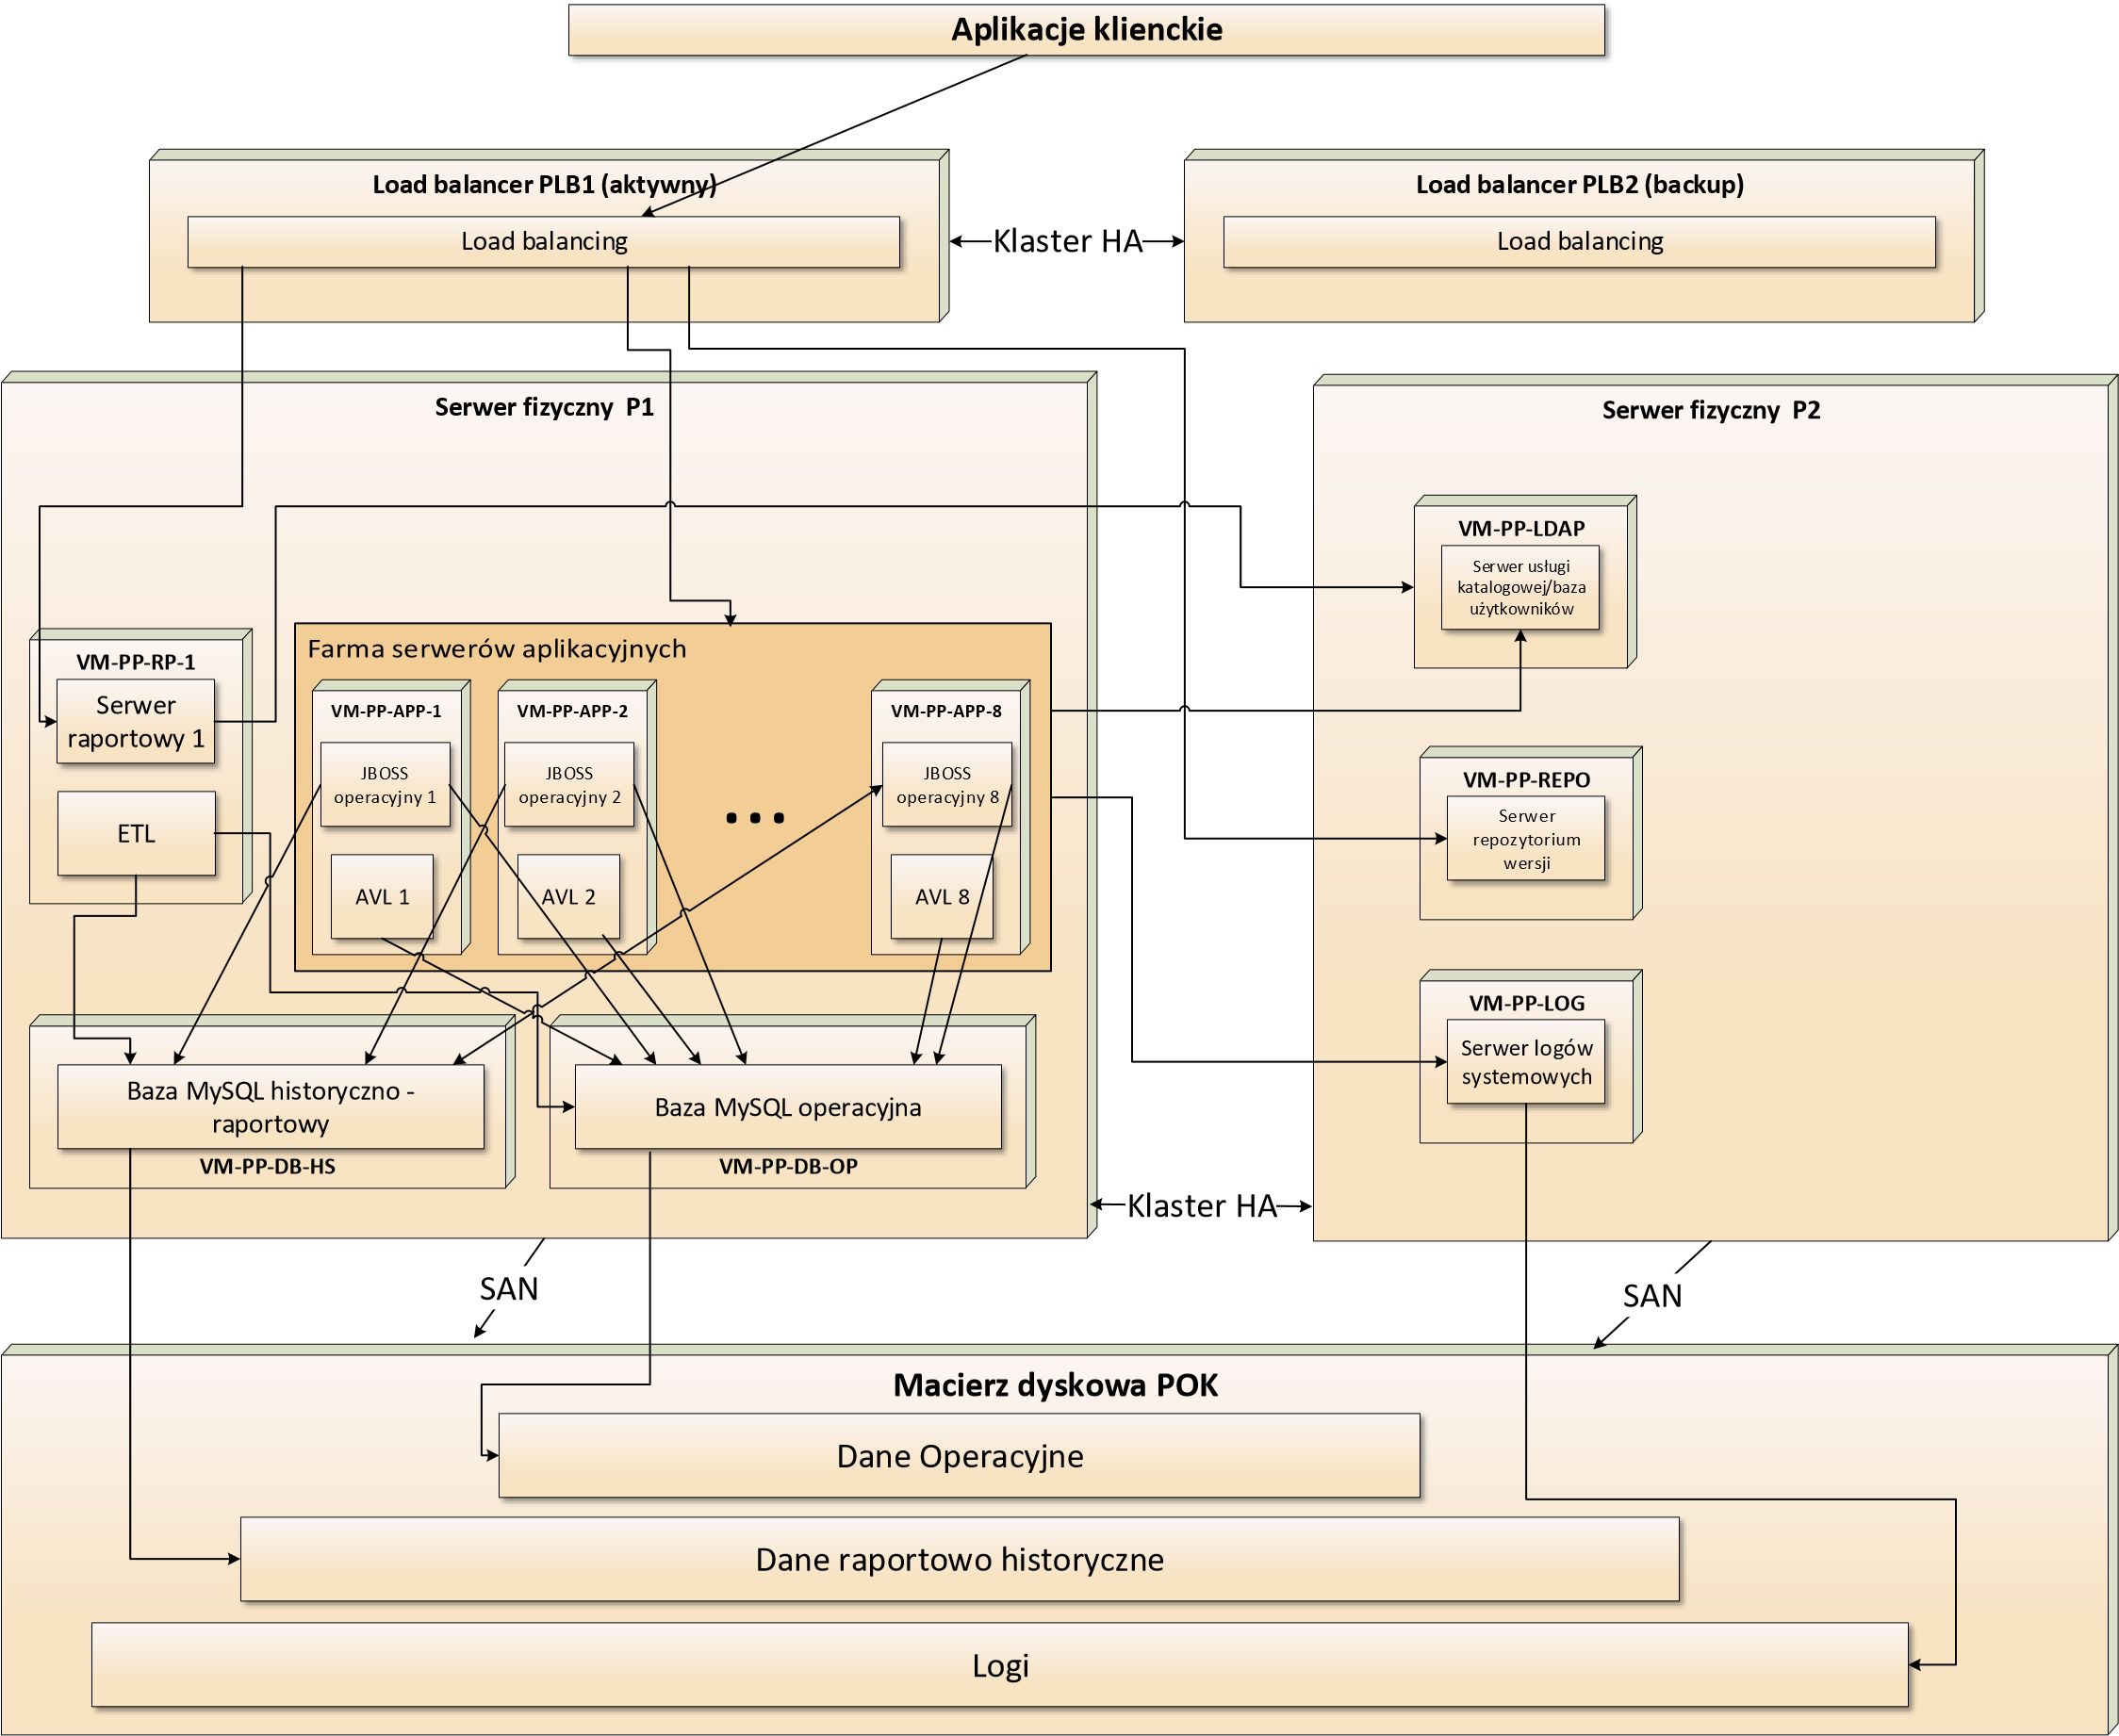 Aplikacje klienckie
Load balancer PLB1 (aktywny)
Load balancing
Klaster HA
Load balancer PLB2 (backup)
Load balancing
Serwer fizyczny  P1
Serwer fizyczny  P2
VM-PP-LDAP
Serwer usługi
katalogowej/baza
użytkowników
Farma serwerów aplikacyjnych
VM-PP-RP-1
Serwer
raportowy 1
ETL
VM-PP-APP-1
JBOSS
operacyjny 1
AVL 1
VM-PP-APP-2
JBOSS
operacyjny 2
AVL 2
...
VM-PP-APP-8
JBOSS
operacyjny 8
AVL 8
VM-PP-REPO
Serwer
repozytorium
wersji
VM-PP-LOG
Serwer logów
systemowych
Baza MySQL historyczno -
raportowy
VM-PP-DB-HS
Baza MySQL operacyjna
VM-PP-DB-OP
Klaster HA
SAN
SAN
Macierz dyskowa POK
Dane Operacyjne
Dane raportowo historyczne
Logi